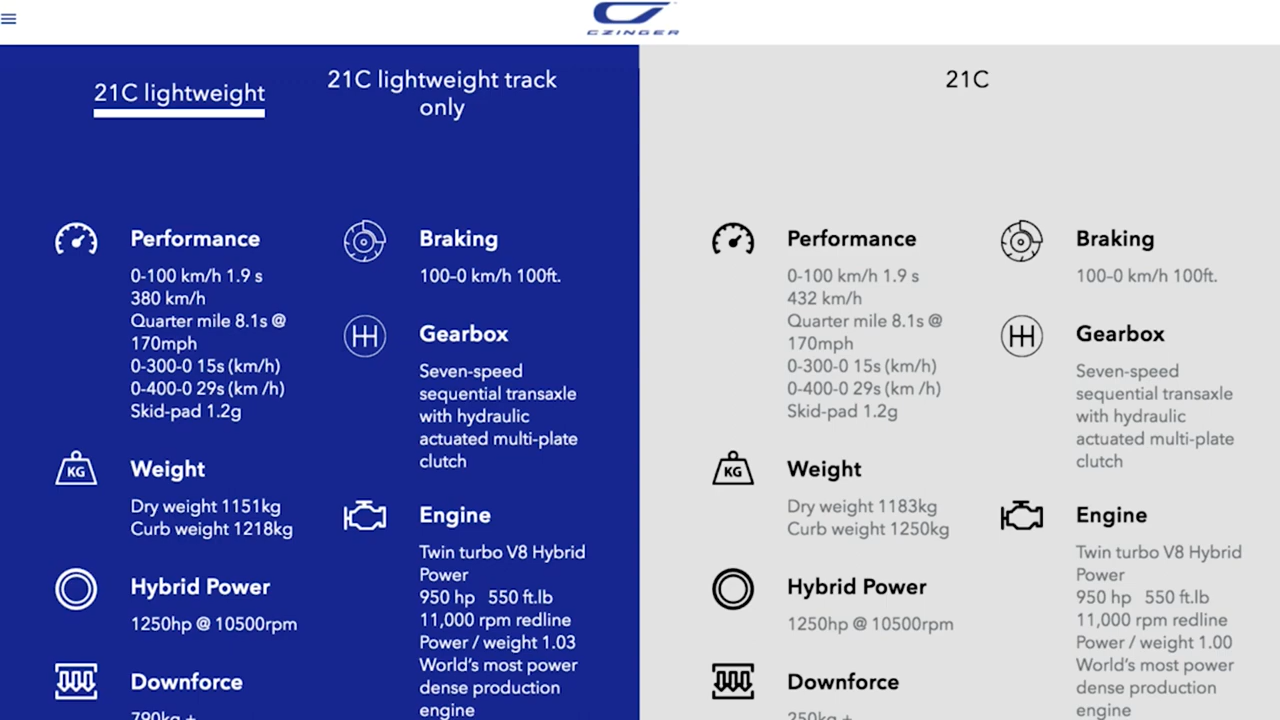 CZINGER
21C lightweight
21C lightweight track
only
Performance
0-100 km/h 1.9 s
380 km/h
Quarter mile 8.1s @
170mph
0-300-0 15s (km/h)
0-400-0 29s (km /h)
Skid-pad 1.2g
Weight
KG
Dry weight 1151kg
Curb weight 1218kg
Hybrid Power
1250hp @ 10500rpm
Downforce
790kg +
Braking
100–0 km/h 100ft.
Gearbox
Seven-speed
sequential transaxle
with hydraulic
actuated multi-plate
clutch
Engine
Twin turbo V8 Hybrid
Power
950 hp   550 ft.lb
11,000 rpm redline
Power / weight 1.03
World’s most power
dense production
engine
21C
Performance
0-100 km/h 1.9 s
432 km/h
Quarter mile 8.1s @
170mph
0-300-0 15s (km/h)
0-400-0 29s (km /h)
Skid-pad 1.2g
Weight
KG
Dry weight 1183kg
Curb weight 1250kg
Hybrid Power
1250hp @ 10500rpm
Downforce
250kg +
Braking
100–0 km/h 100ft.
Gearbox
Seven-speed
sequential transaxle
with hydraulic
actuated multi-plate
clutch
Engine
Twin turbo V8 Hybrid
Power
950 hp   550 ft.lb
11,000 rpm redline
Power / weight 1.00
World’s most power
dense production
engine